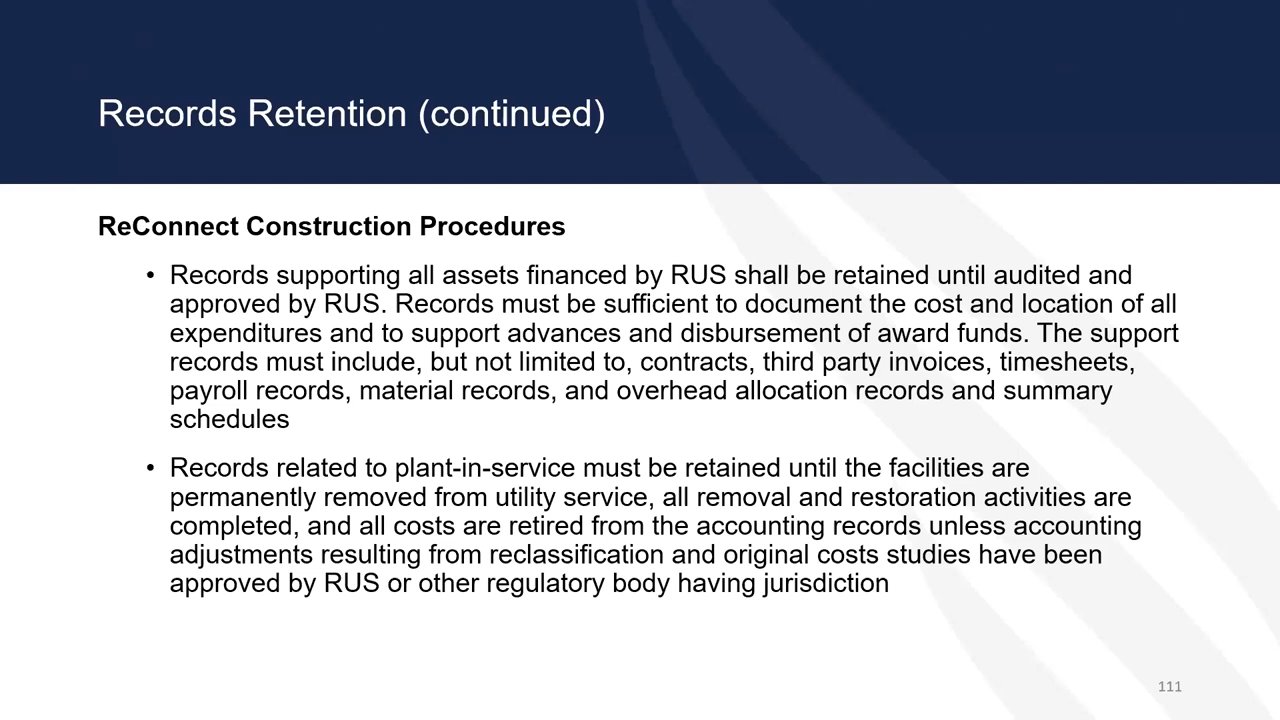 Records Retention (continued)
ReConnect Construction Procedures
• Records supporting all assets financed by RUS shall be retained until audited and
approved by RUS. Records must be sufficient to document the cost and location of all
expenditures and to support advances and disbursement of award funds. The support
records must include, but not limited to, contracts, third party invoices, timesheets,
payroll records, material records, and overhead allocation records and summary
schedules
• Records related to plant-in-service must be retained until the facilities are
permanently removed from utility service, all removal and restoration activities are
completed, and all costs are retired from the accounting records unless accounting
adjustments resulting from reclassification and original costs studies have been
approved by RUS or other regulatory body having jurisdiction
111